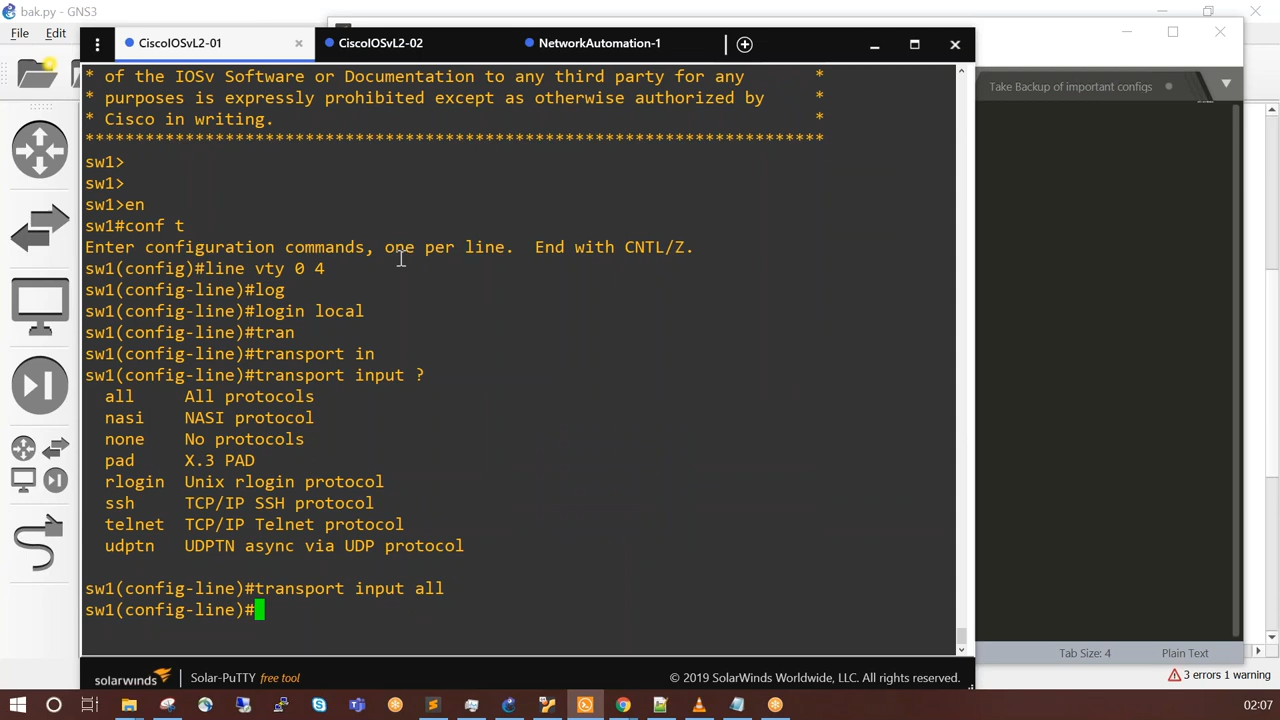 bak.py - GNS3
File Edit
CiscoIOSvL2-01 CiscoIOSvL2-02 NetworkAutomation-1
Take Backup of important configs
* of the IOSv Software or Documentation to any third party for any *
* purposes is expressly prohibited except as otherwise authorized by *
* Cisco in writing. *
**************************************************************************
sw1>
sw1>
sw1>en
sw1#conf t
Enter configuration commands, one per line. End with CNTL/Z.
sw1(config)#line vty 0 4
sw1(config-line)#log
sw1(config-line)#login local
sw1(config-line)#tran
sw1(config-line)#transport in
sw1(config-line)#transport input ?
all All protocols
nasi NASI protocol
none No protocols
pad X.3 PAD
rlogin Unix rlogin protocol
ssh TCP/IP SSH protocol
telnet TCP/IP Telnet protocol
udptn UDPTN async via UDP protocol
sw1(config-line)#transport input all
sw1(config-line)#
Tab Size: 4 Plain Text
solarwinds Solar-PuTTY free tool © 2019 SolarWinds Worldwide, LLC. All rights reserved.
3 errors 1 warning
02:07